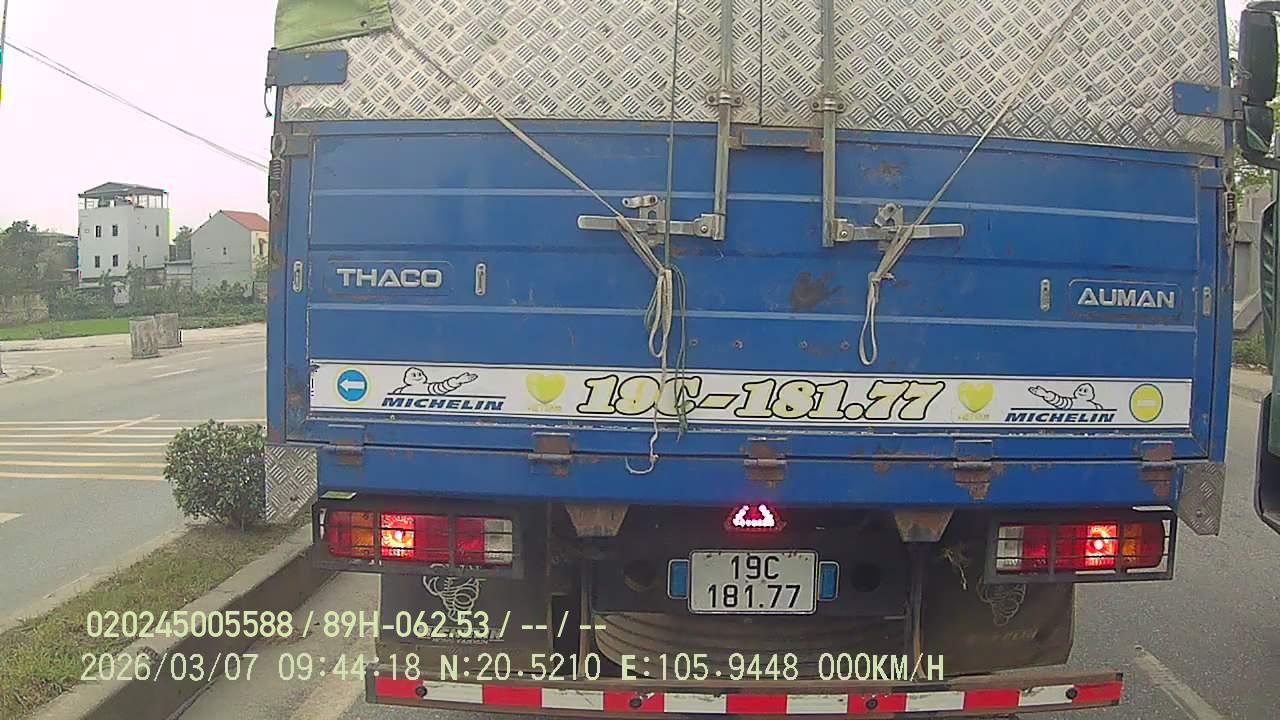 THACO
AUMAN
MICHELIN 19C-181.77 MICHELIN
19C
181.77
020245005588 / 89H-062.53 / -- / --
2026/03/07 09:44:18 N:20.5210 E:105.9448 000KM/H